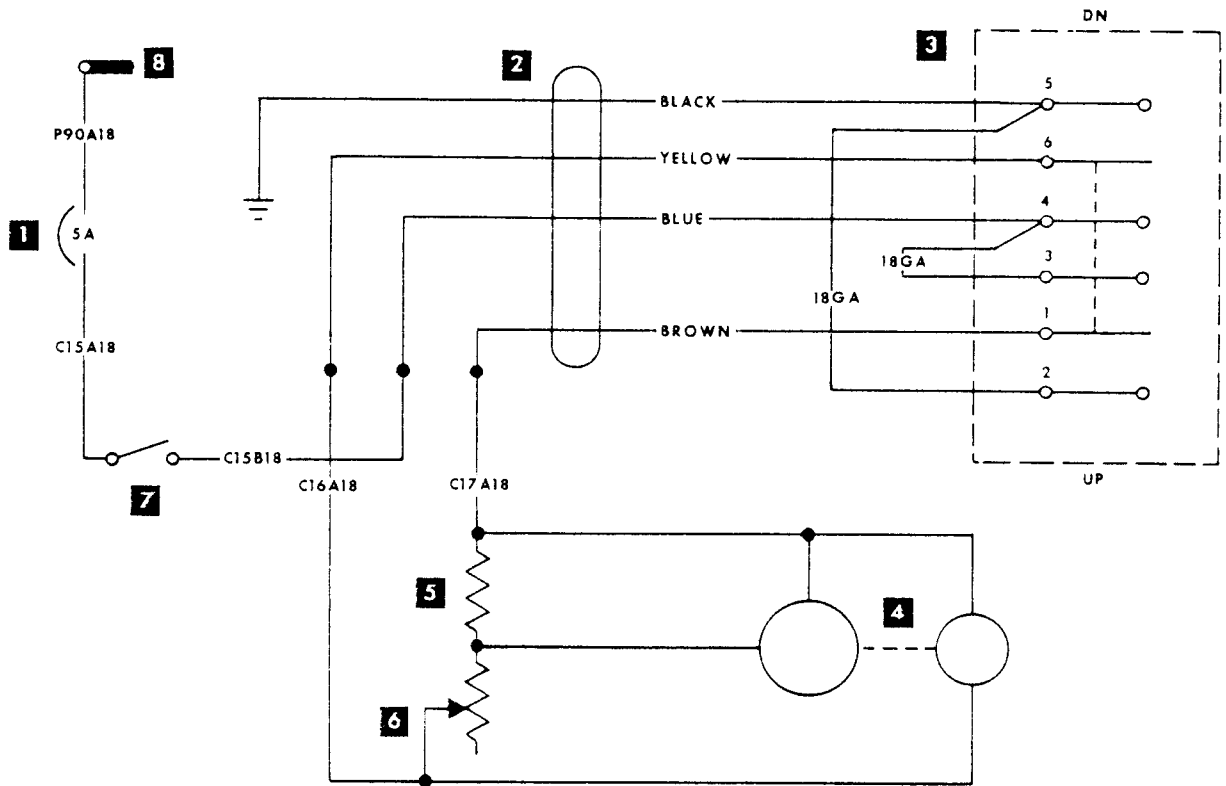 DN
8
2
3
5
BLACK
P90A18
6
YELLOW
4
1
5A
BLUE
3
18GA
18GA
1
BROWN
C15A18
2
C15B18
UP
7
C16A18
C17A18
5
4
6